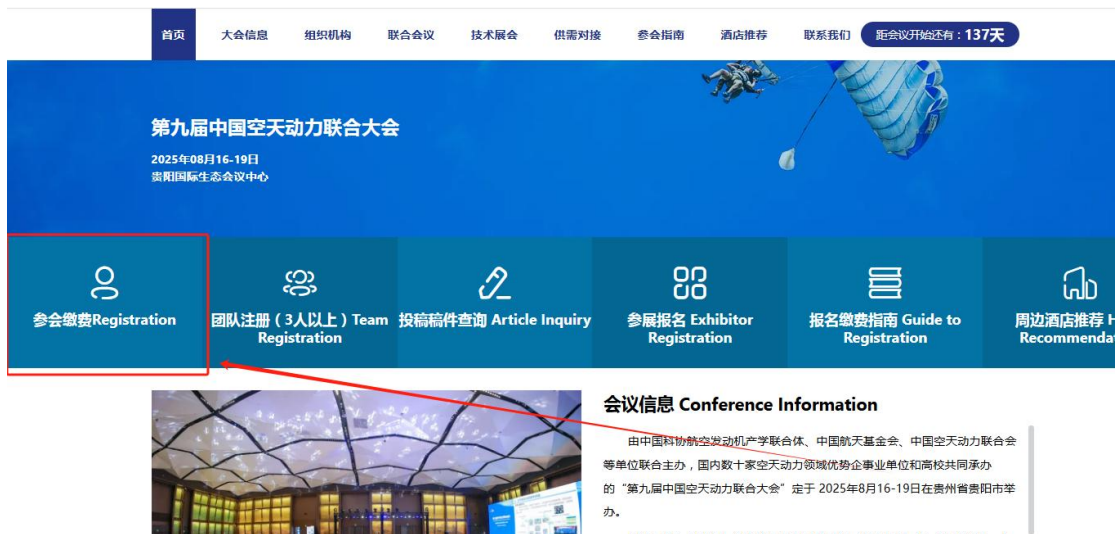 首页 大会信息 组织机构 联合会议 技术展会 供需对接 参会指南 酒店推荐 联系我们 距会议开始还有：137天
第九届中国空天动力联合大会
2025年08月16-19日
贵阳国际生态会议中心
参会缴费Registration
团队注册（3人以上）Team
Registration
投稿稿件查询 Article Inquiry
参展报名 Exhibitor
Registration
报名缴费指南 Guide to
Registration
周边酒店推荐 H
Recommenda
会议信息 Conference Information
由中国科协航空发动机产学联合体、中国航天基金会、中国空天动力联合会
等单位联合主办，国内数十家空天动力领域优势企事业单位和高校共同承办
的“第九届中国空天动力联合大会”定于 2025年8月16-19日在贵州省贵阳市举
办。